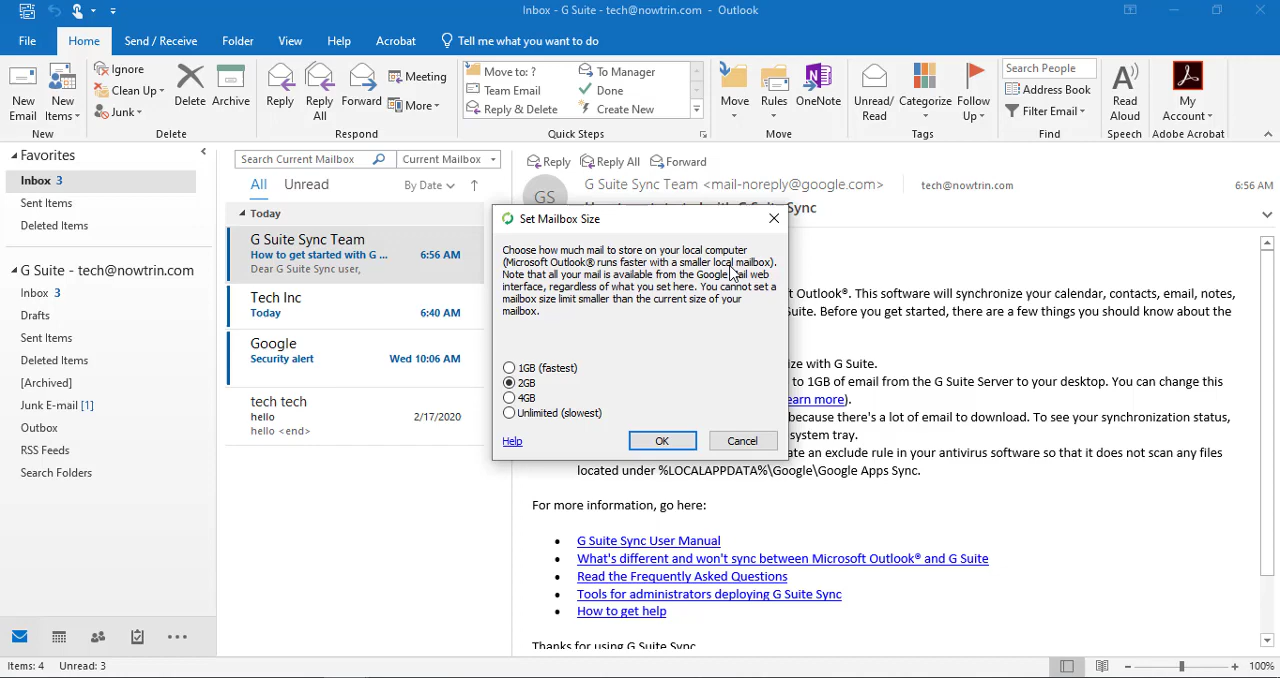 Inbox - G Suite - tech@nowtrin.com - Outlook
File Home Send / Receive Folder View Help Acrobat Tell me what you want to do
New Email
New Items
New
Ignore
Clean Up
Junk
Delete
Archive
Delete
Reply
Reply All
Forward
Meeting
More
Respond
Move to: ?
Team Email
Reply & Delete
To Manager
Done
Create New
Quick Steps
Move
Rules
OneNote
Move
Unread/ Read
Categorize
Follow Up
Tags
Search People
Address Book
Filter Email
Find
Read Aloud
Speech
My Account
Adobe Acrobat
Favorites
Inbox 3
Sent Items
Deleted Items
G Suite - tech@nowtrin.com
Inbox 3
Drafts
Sent Items
Deleted Items
[Archived]
Junk E-mail [1]
Outbox
RSS Feeds
Search Folders
Search Current Mailbox Current Mailbox
All Unread By Date
Today
G Suite Sync Team
How to get started with G ... 6:56 AM
Dear G Suite Sync user,
Tech Inc
Today 6:40 AM
Google
Security alert Wed 10:06 AM
tech tech
hello 2/17/2020
hello <end>
Reply Reply All Forward
GS
G Suite Sync Team <mail-noreply@google.com> tech@nowtrin.com 6:56 AM
Sync
Set Mailbox Size
Choose how much mail to store on your local computer
(Microsoft Outlook® runs faster with a smaller local mailbox).
Note that all your mail is available from the Google Mail web
interface, regardless of what you set here. You cannot set a
mailbox size limit smaller than the current size of your
mailbox.
1GB (fastest)
2GB
4GB
Unlimited (slowest)
Help OK Cancel
t Outlook®. This software will synchronize your calendar, contacts, email, notes,
Suite. Before you get started, there are a few things you should know about the
ize with G Suite.
to 1GB of email from the G Suite Server to your desktop. You can change this
earn more).
because there's a lot of email to download. To see your synchronization status,
system tray.
ate an exclude rule in your antivirus software so that it does not scan any files
located under %LOCALAPPDATA%\Google\Google Apps Sync.
For more information, go here:
• G Suite Sync User Manual
• What's different and won't sync between Microsoft Outlook® and G Suite
• Read the Frequently Asked Questions
• Tools for administrators deploying G Suite Sync
• How to get help
Thanks for using G Suite Sync
Items: 4 Unread: 3 100%